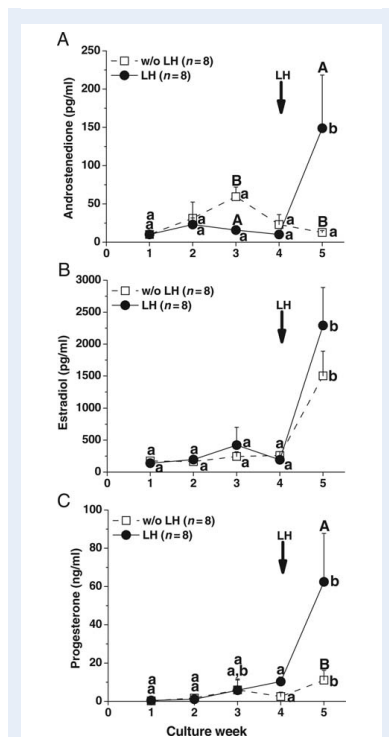 A
250
200
150
100
50
0
Androstenedione (pg/ml)
w/o LH (n=8)
LH (n=8)
LH
A
b
B
a
A
a
a
a
a
a
a
a
B
a
0 1 2 3 4 5
B
3000
2500
2000
1500
1000
500
0
Estradiol (pg/ml)
w/o LH (n=8)
LH (n=8)
LH
b
b
a
a
a
a
a
a
a
a
0 1 2 3 4 5
C
100
80
60
40
20
0
Progesterone (ng/ml)
w/o LH (n=8)
LH (n=8)
LH
A
b
B
b
a
a
a
a
a
a,b
a
a
0 1 2 3 4 5
Culture week